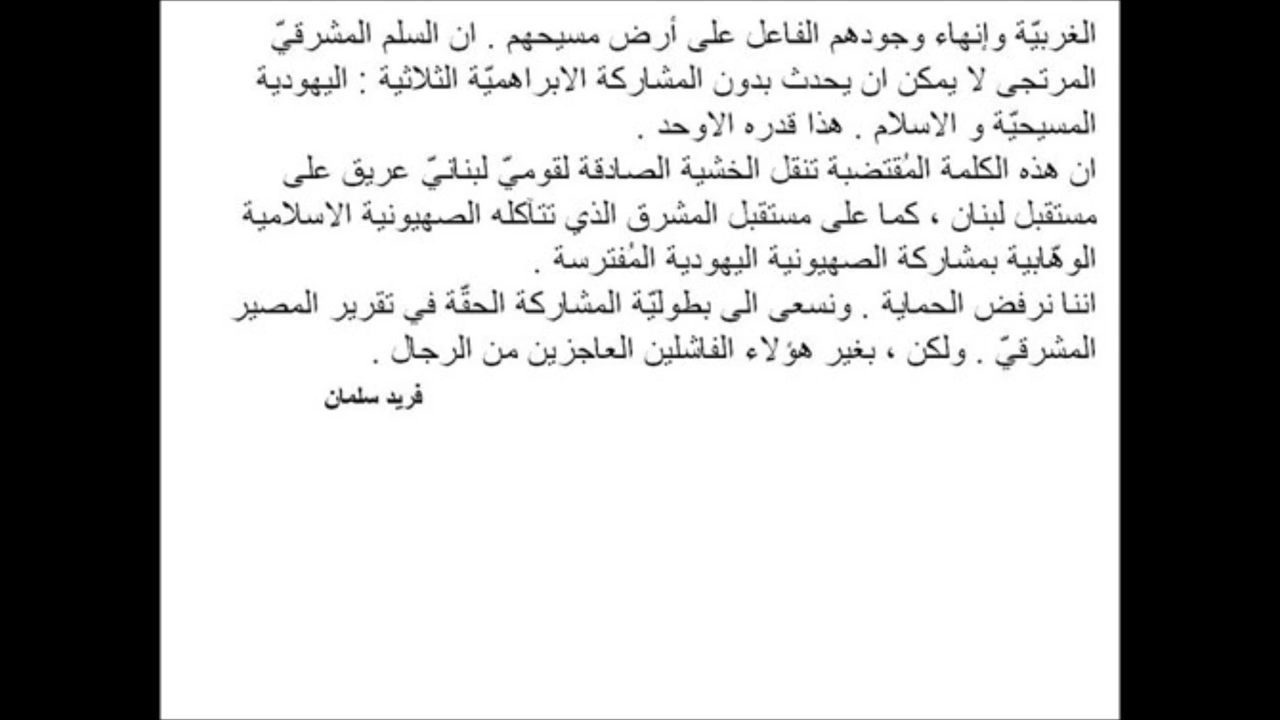 الغربيّة وإنهاء وجودهم الفاعل على أرض مسيحهم . ان السلم المشرقيّ
المرتجى لا يمكن ان يحدث بدون المشاركة الابراهميّة الثلاثية : اليهودية
المسيحيّة و الاسلام . هذا قدره الاوحد .
ان هذه الكلمة المُقتضبة تنقل الخشية الصادقة لقوميّ لبنانيّ عريق على
مستقبل لبنان ، كما على مستقبل المشرق الذي تتآكله الصهيونية الاسلامية
الوهّابية بمشاركة الصهيونية اليهودية المُفترسة .
اننا نرفض الحماية . ونسعى الى بطوليّة المشاركة الحقّة في تقرير المصير
المشرقيّ . ولكن ، بغير هؤلاء الفاشلين العاجزين من الرجال .
فريد سلمان